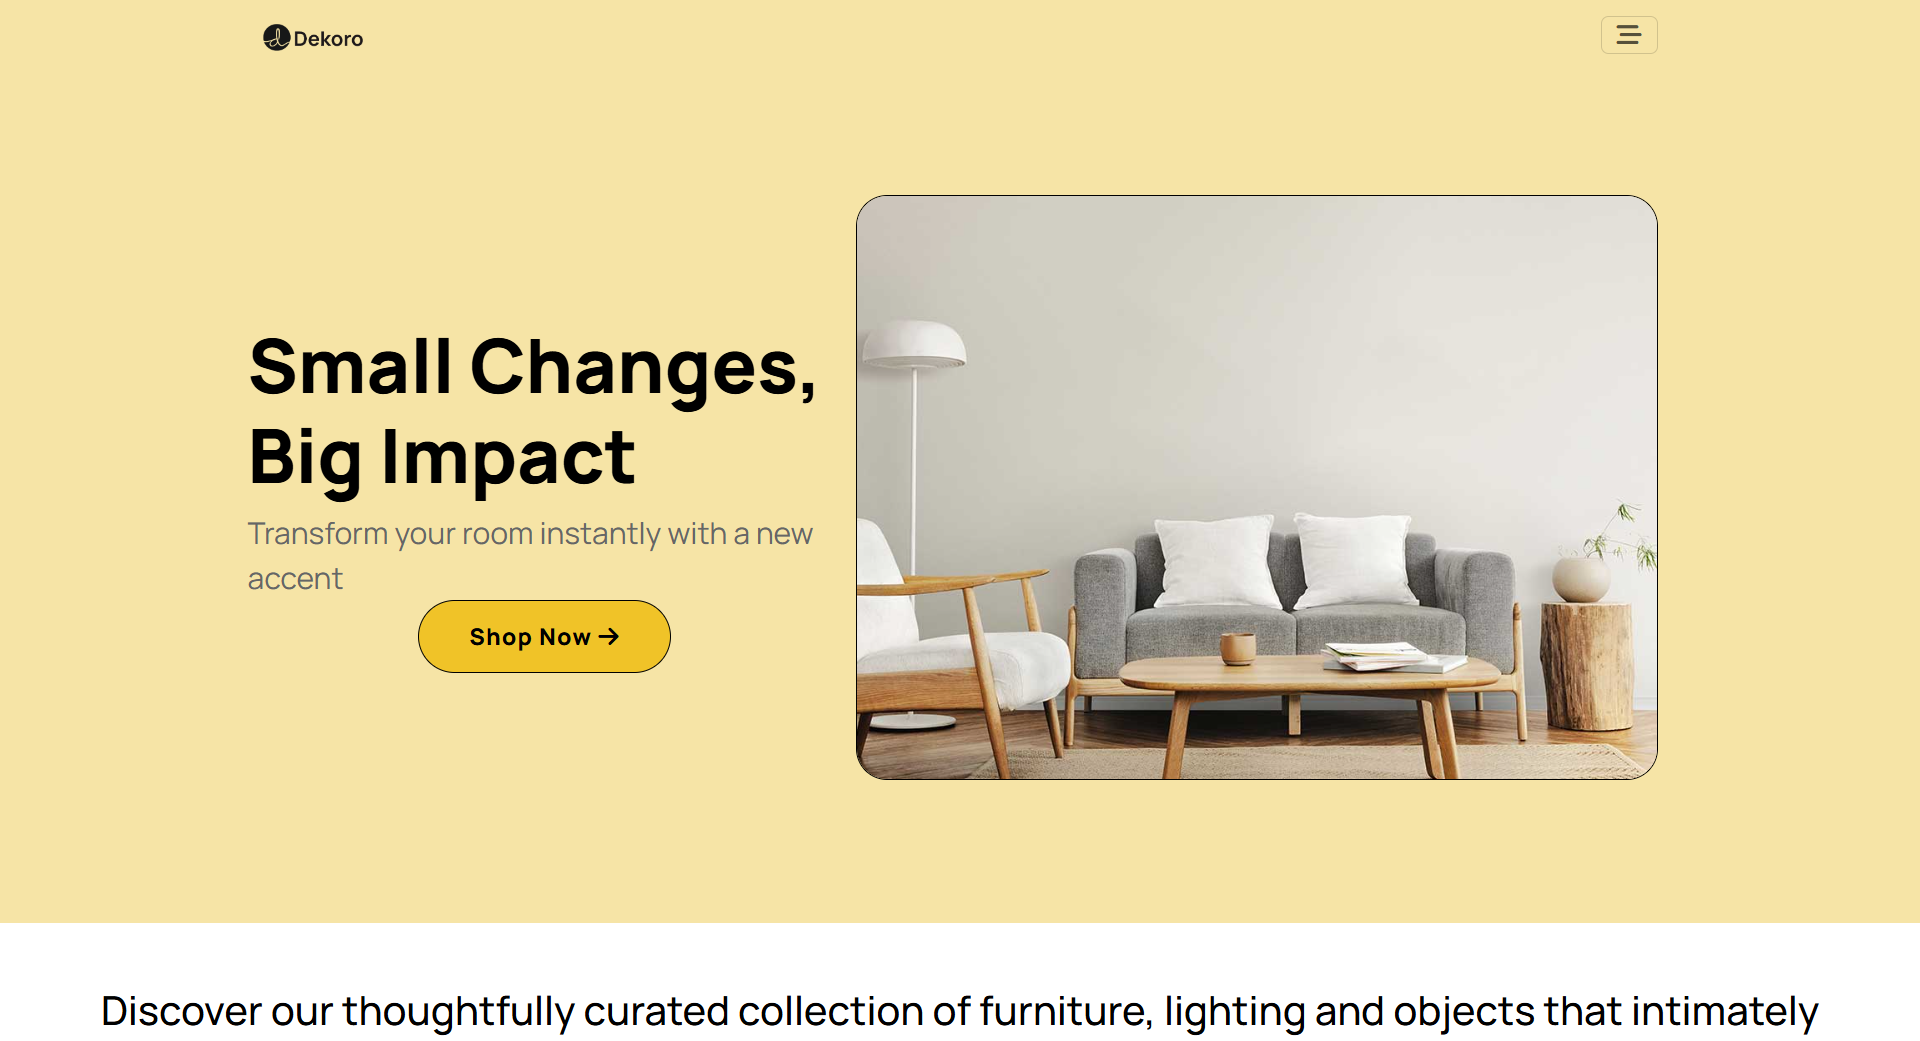 Dekoro
Small Changes,
Big Impact
Transform your room instantly with a new
accent
Shop Now →
Discover our thoughtfully curated collection of furniture, lighting and objects that intimately